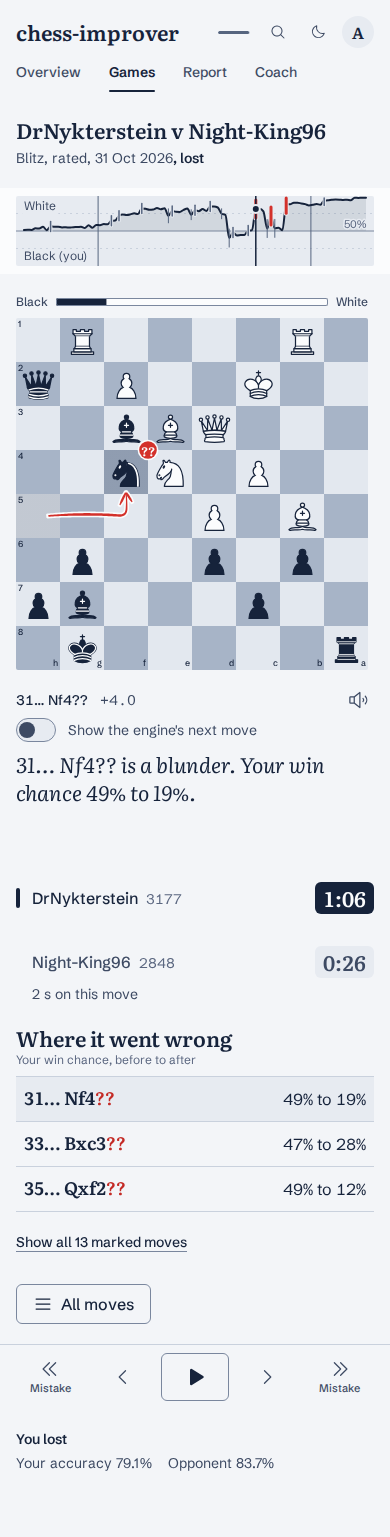 chess-improver
A
Overview Games Report Coach
DrNykterstein v Night-King96
Blitz, rated, 31 Oct 2026, lost
White
50%
Black (you)
Black White
1
2
3
??
4
5
6
7
8 h g f e d c b a
31... Nf4?? +4.0
Show the engine's next move
31... Nf4?? is a blunder. Your win
chance 49% to 19%.
DrNykterstein 3177 1:06
Night-King96 2848 0:26
2 s on this move
Where it went wrong
Your win chance, before to after
31... Nf4?? 49% to 19%
33... Bxc3?? 47% to 28%
35... Qxf2?? 49% to 12%
Show all 13 marked moves
All moves
Mistake Mistake
You lost
Your accuracy 79.1% Opponent 83.7%